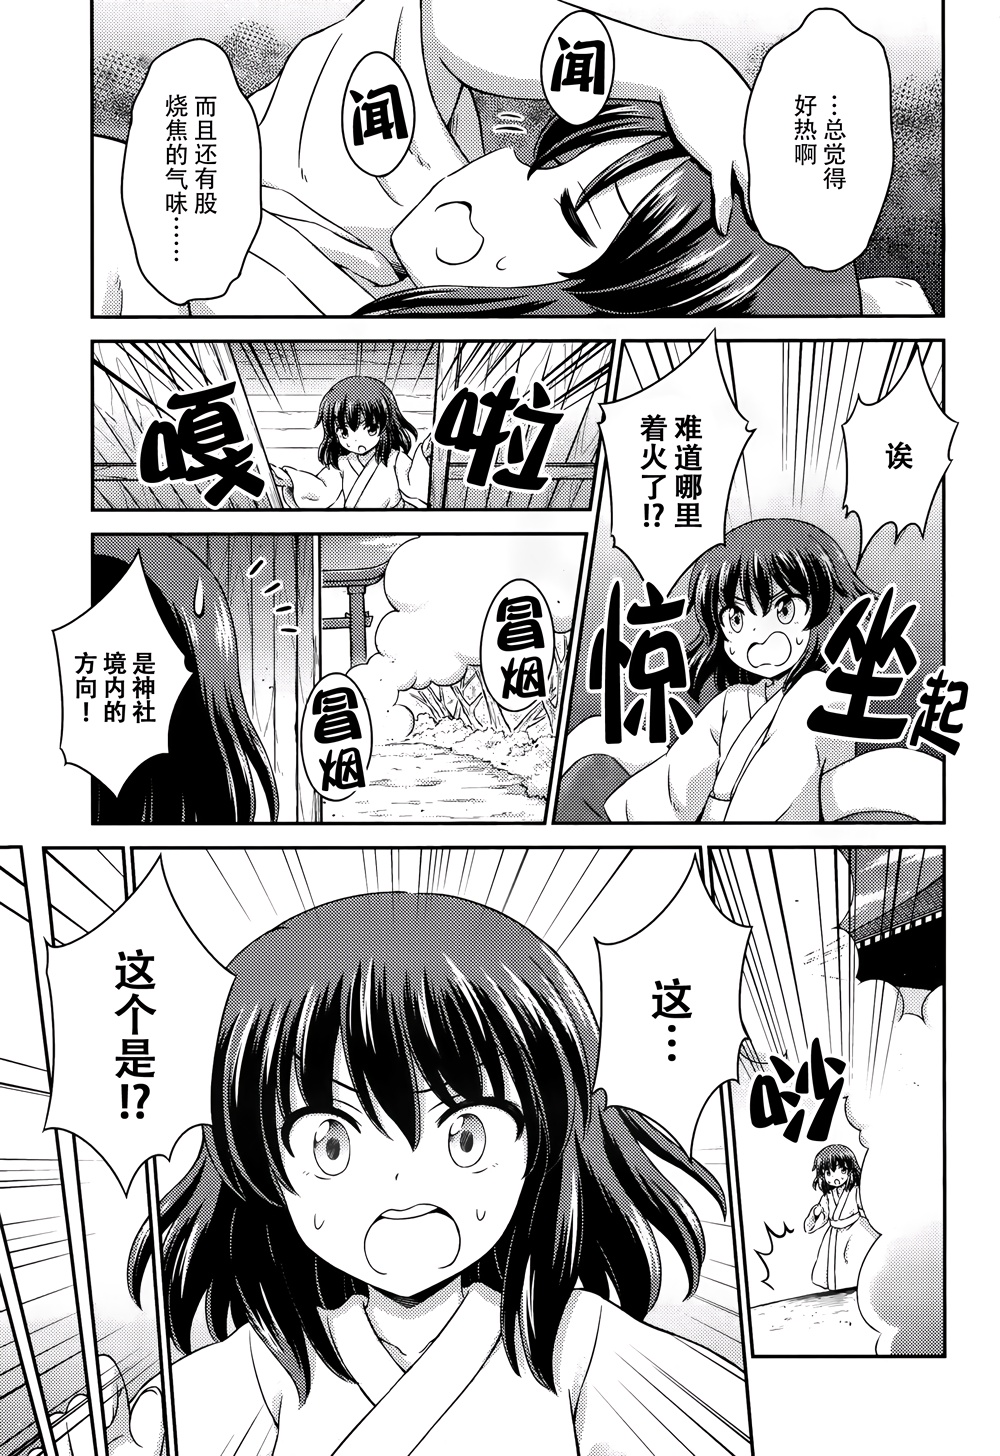 …总觉得
好热啊
闻
闻
而且还有股
烧焦的气味……
诶
难道哪里
着火了!?
惊坐起
嘎啦
冒烟
冒烟
是神社
境内的
方向！
吵
这…
这个是!?